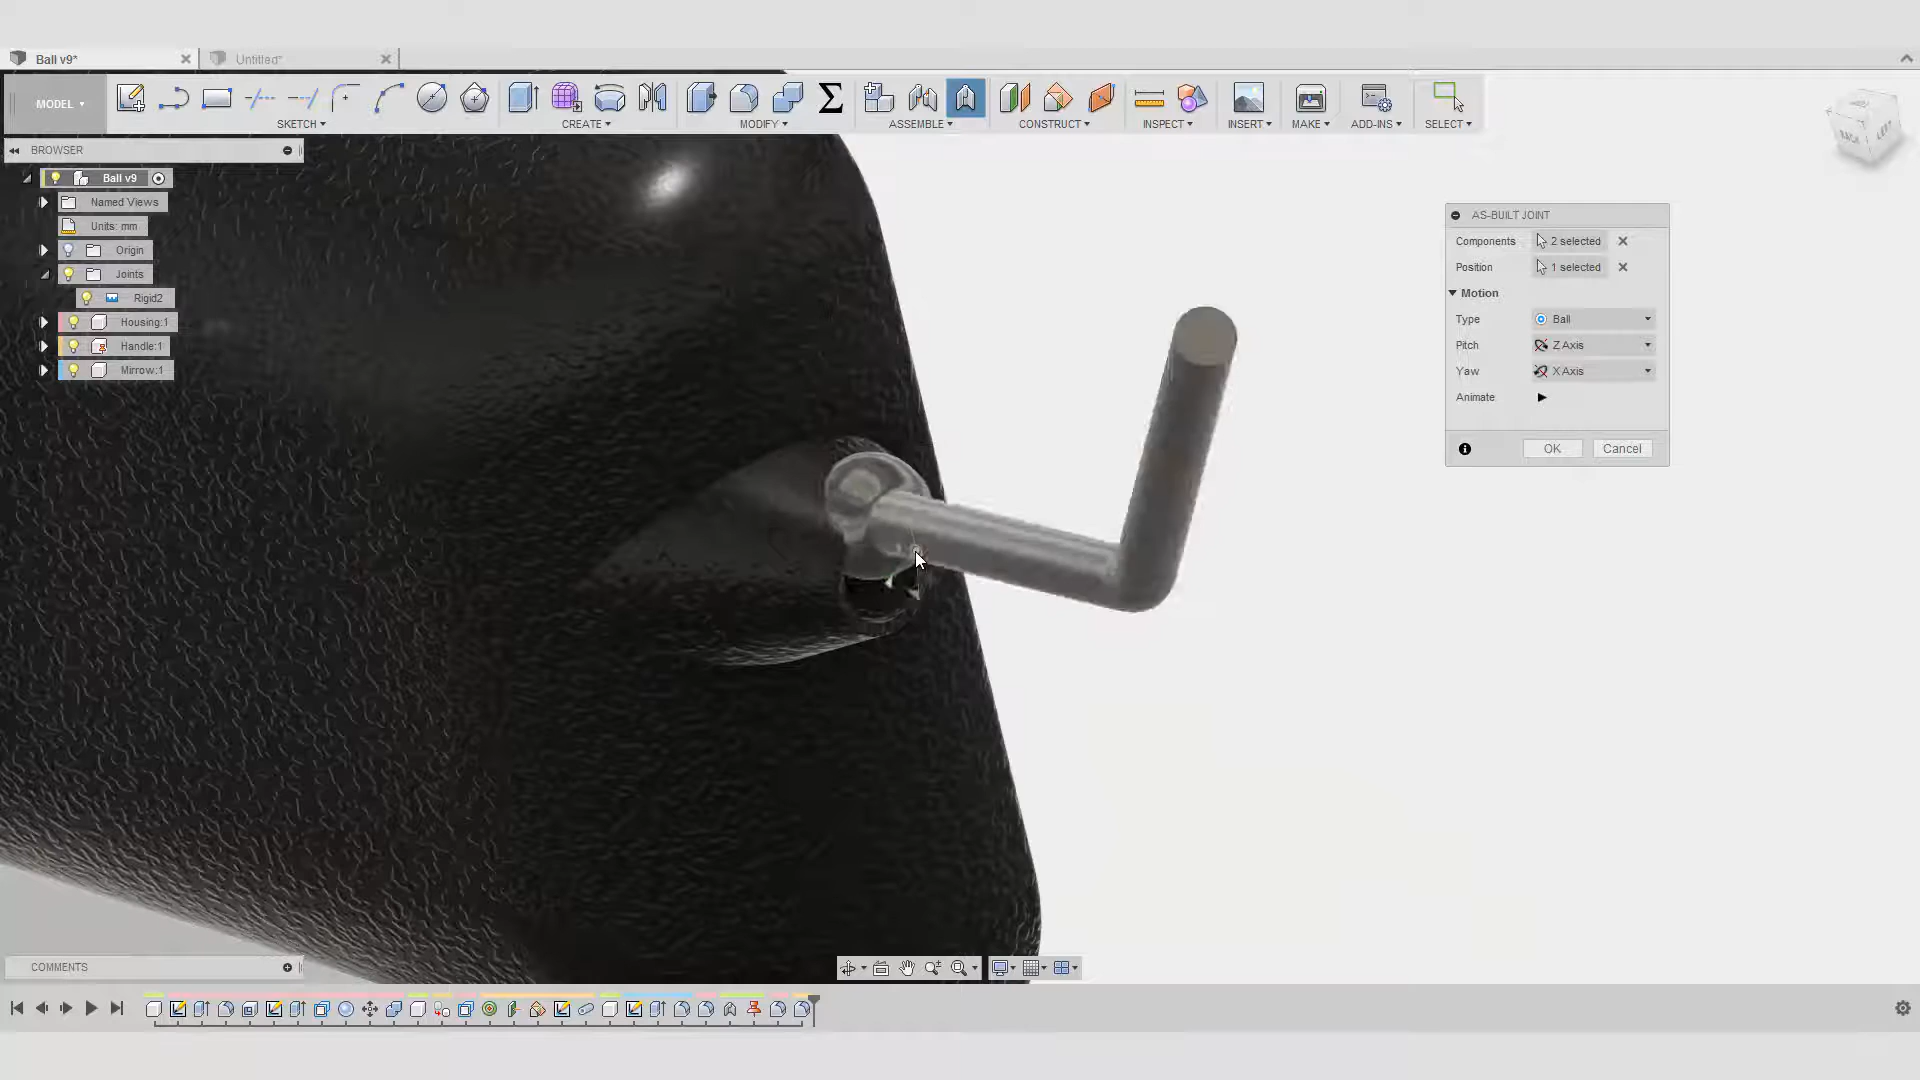 Ball v9*
Untitled*
MODEL
SKETCH
CREATE
MODIFY
ASSEMBLE
CONSTRUCT
INSPECT
INSERT
MAKE
ADD-INS
SELECT
BROWSER
Ball v9
Named Views
Units: mm
Origin
Joints
Rigid2
Housing:1
Handle:1
Mirrow:1
BACK
LEFT
AS-BUILT JOINT
Components 2 selected
Position 1 selected
Motion
Type Ball
Pitch Z Axis
Yaw X Axis
Animate
OK Cancel
COMMENTS